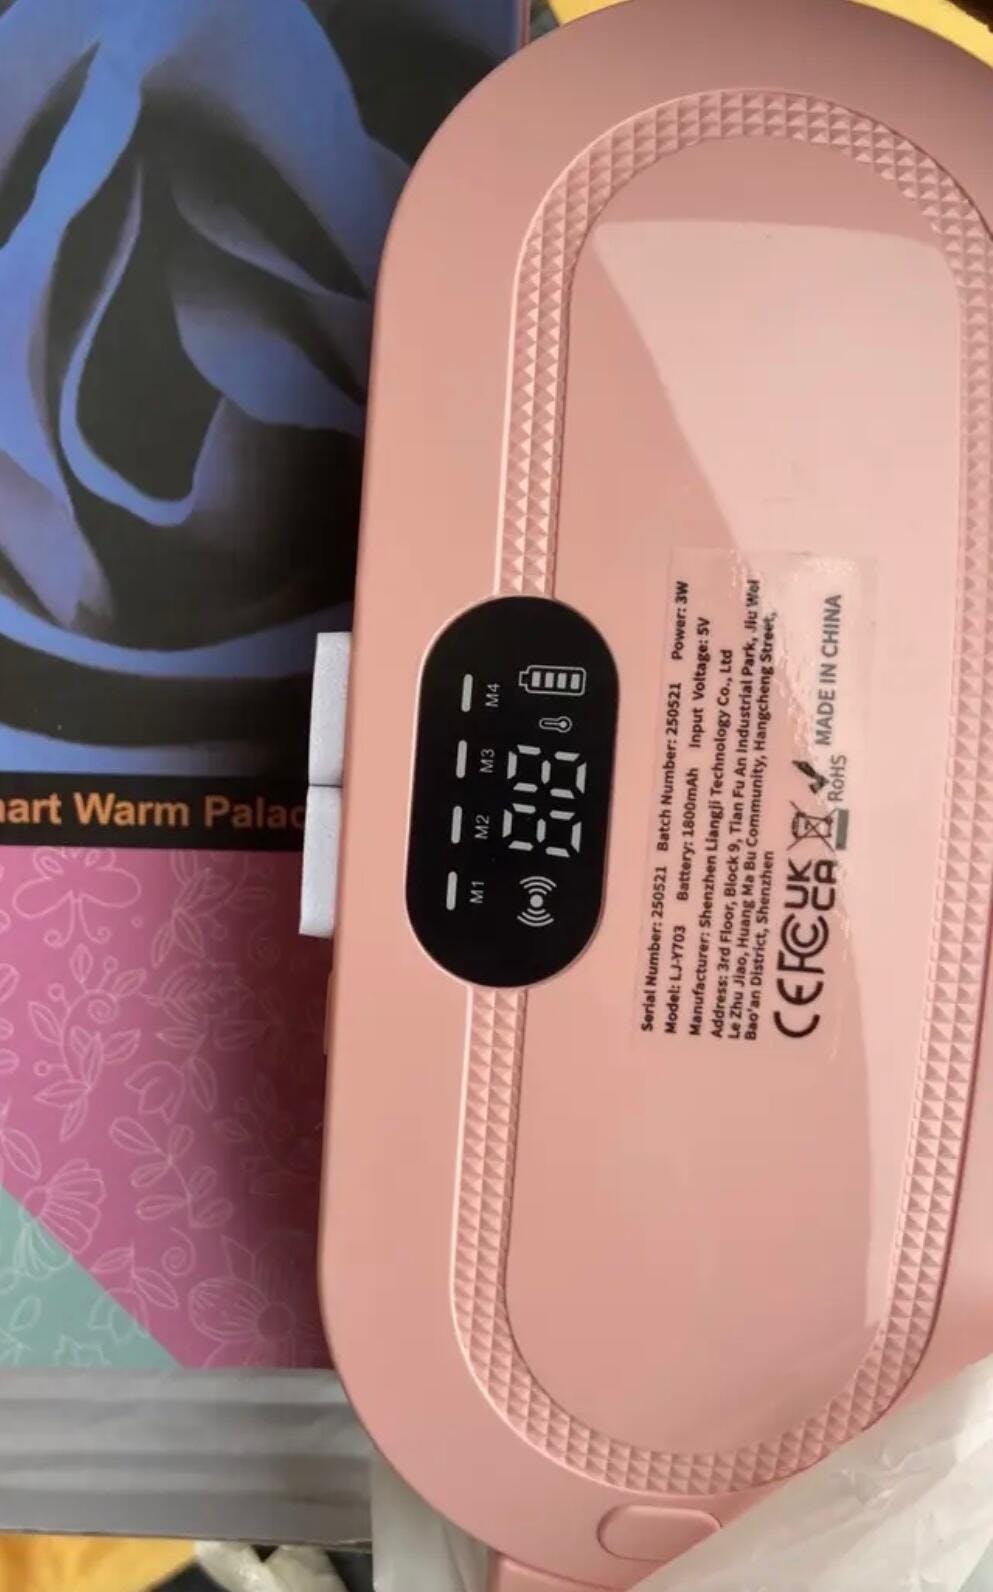 art Warm Palac
M1 M2 M3 M4
88
Serial Number: 250521 Batch Number: 250521 Power: 3W
Model: LJ-Y703 Battery: 1800mAh Input Voltage: 5V
Manufacturer: Shenzhen Liangji Technology Co., Ltd
Address: 3rd Floor, Block 9, Tian Fu An Industrial Park, Jiu Wei
Le Zhu Jiao, Huang Ma Bu Community, Hangcheng Street,
Bao'an District, Shenzhen
CE FC UK CA RoHS MADE IN CHINA